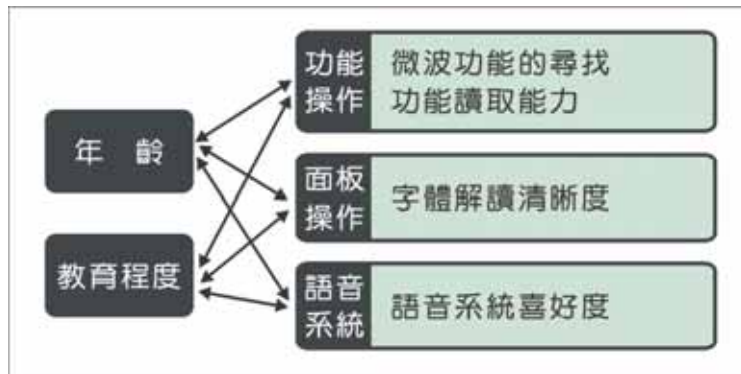 年 齡
教育程度
功能
操作
微波功能的尋找
功能讀取能力
面板
操作
字體解讀清晰度
語音
系統
語音系統喜好度